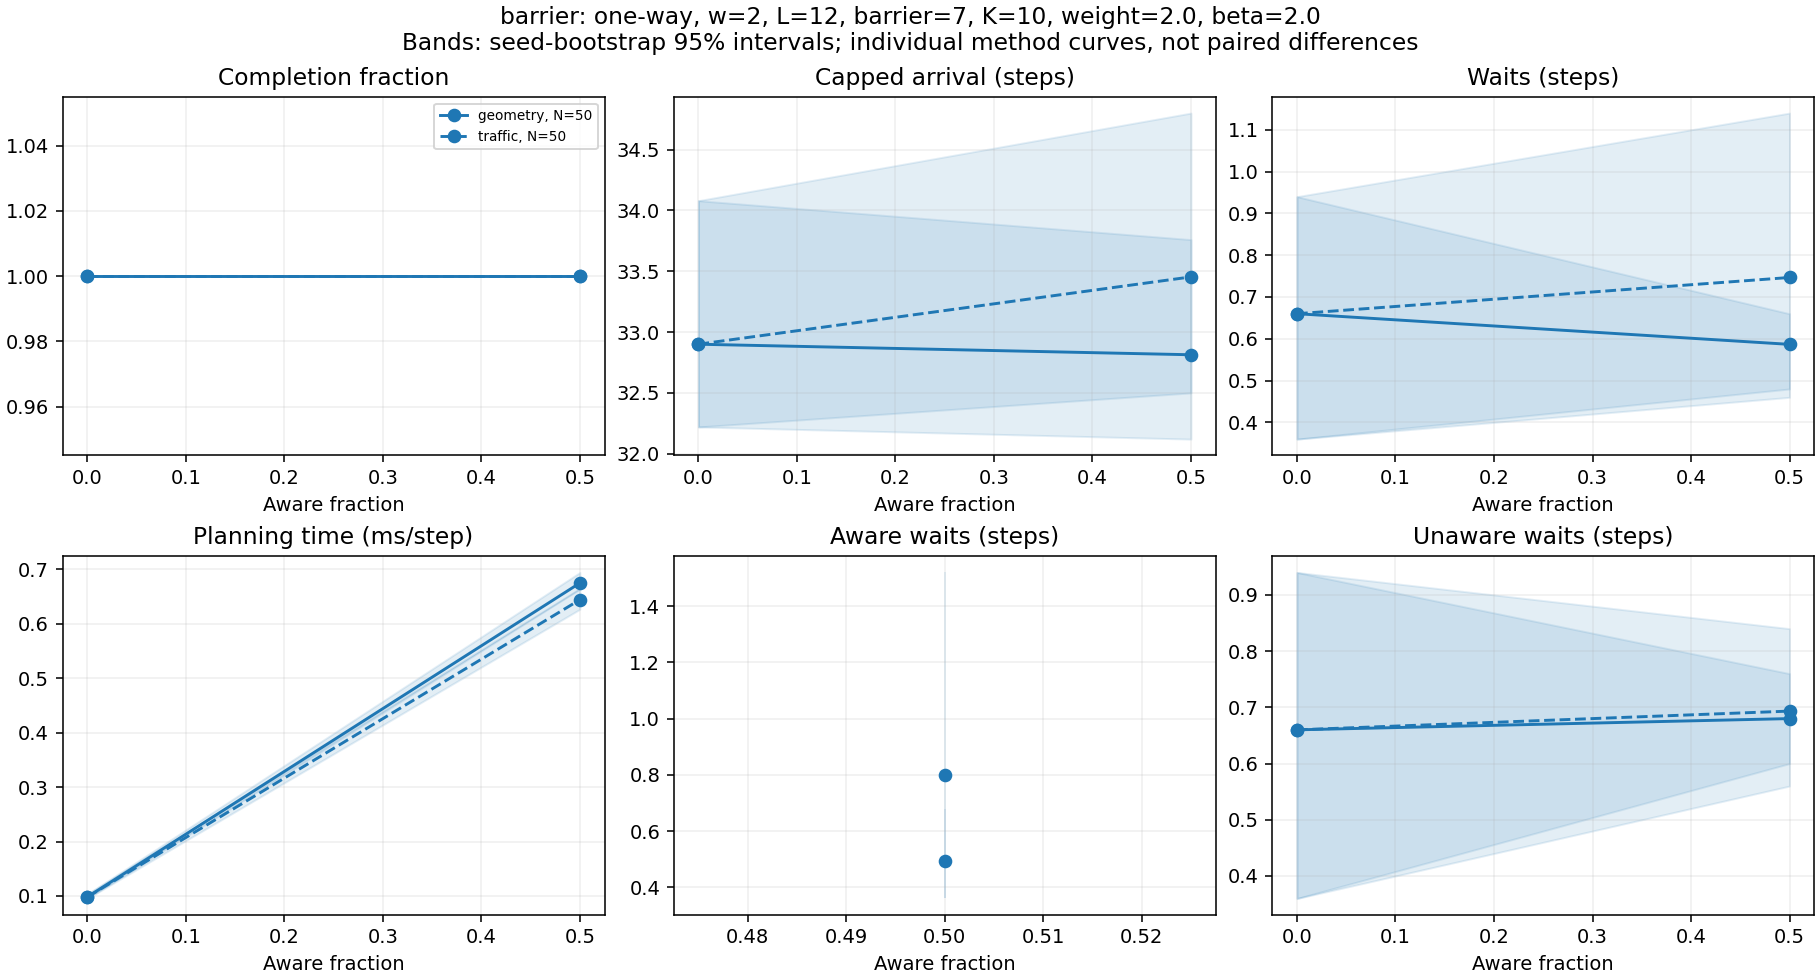 barrier: one-way, w=2, L=12, barrier=7, K=10, weight=2.0, beta=2.0
Bands: seed-bootstrap 95% intervals; individual method curves, not paired differences
Completion fraction
geometry, N=50
traffic, N=50
1.04
1.02
1.00
0.98
0.96
0.0 0.1 0.2 0.3 0.4 0.5
Aware fraction
Capped arrival (steps)
34.5
34.0
33.5
33.0
32.5
32.0
0.0 0.1 0.2 0.3 0.4 0.5
Aware fraction
Waits (steps)
1.1
1.0
0.9
0.8
0.7
0.6
0.5
0.4
0.0 0.1 0.2 0.3 0.4 0.5
Aware fraction
Planning time (ms/step)
0.7
0.6
0.5
0.4
0.3
0.2
0.1
0.0 0.1 0.2 0.3 0.4 0.5
Aware fraction
Aware waits (steps)
1.4
1.2
1.0
0.8
0.6
0.4
0.48 0.49 0.50 0.51 0.52
Aware fraction
Unaware waits (steps)
0.9
0.8
0.7
0.6
0.5
0.4
0.0 0.1 0.2 0.3 0.4 0.5
Aware fraction